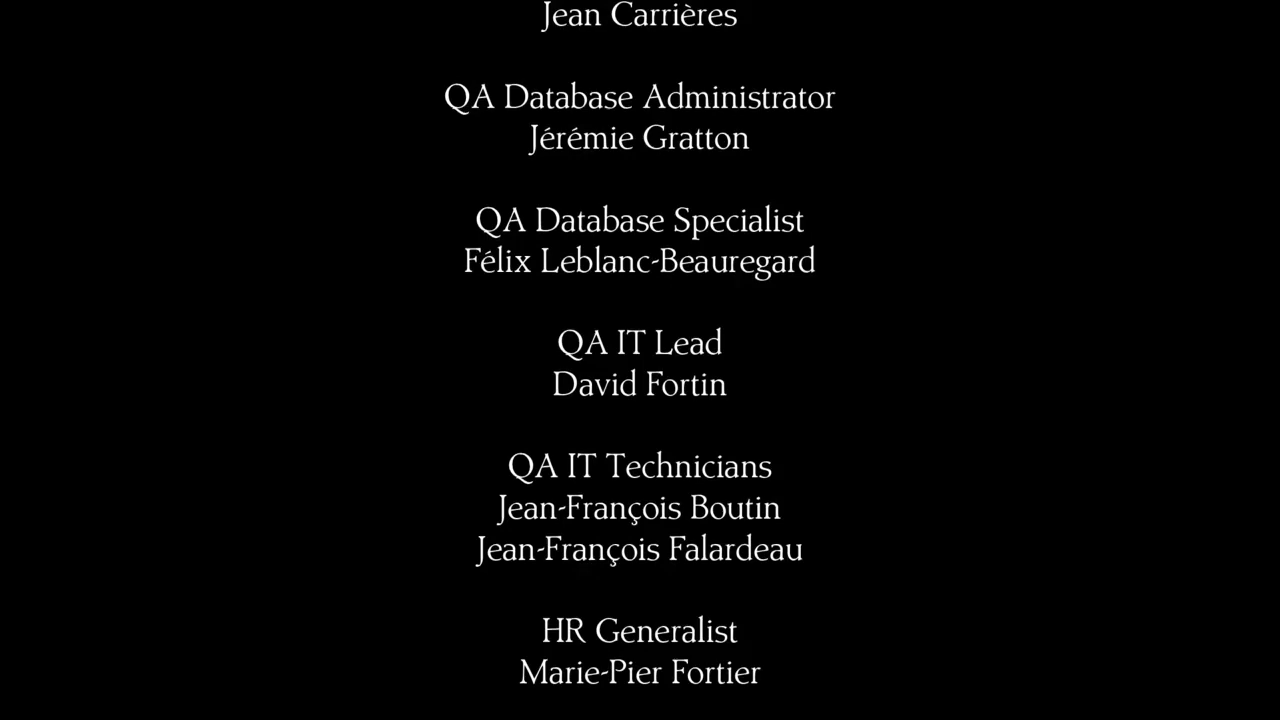 Jean Carrières
QA Database Administrator
Jérémie Gratton
QA Database Specialist
Félix Leblanc-Beauregard
QA IT Lead
David Fortin
QA IT Technicians
Jean-François Boutin
Jean-François Falardeau
HR Generalist
Marie-Pier Fortier